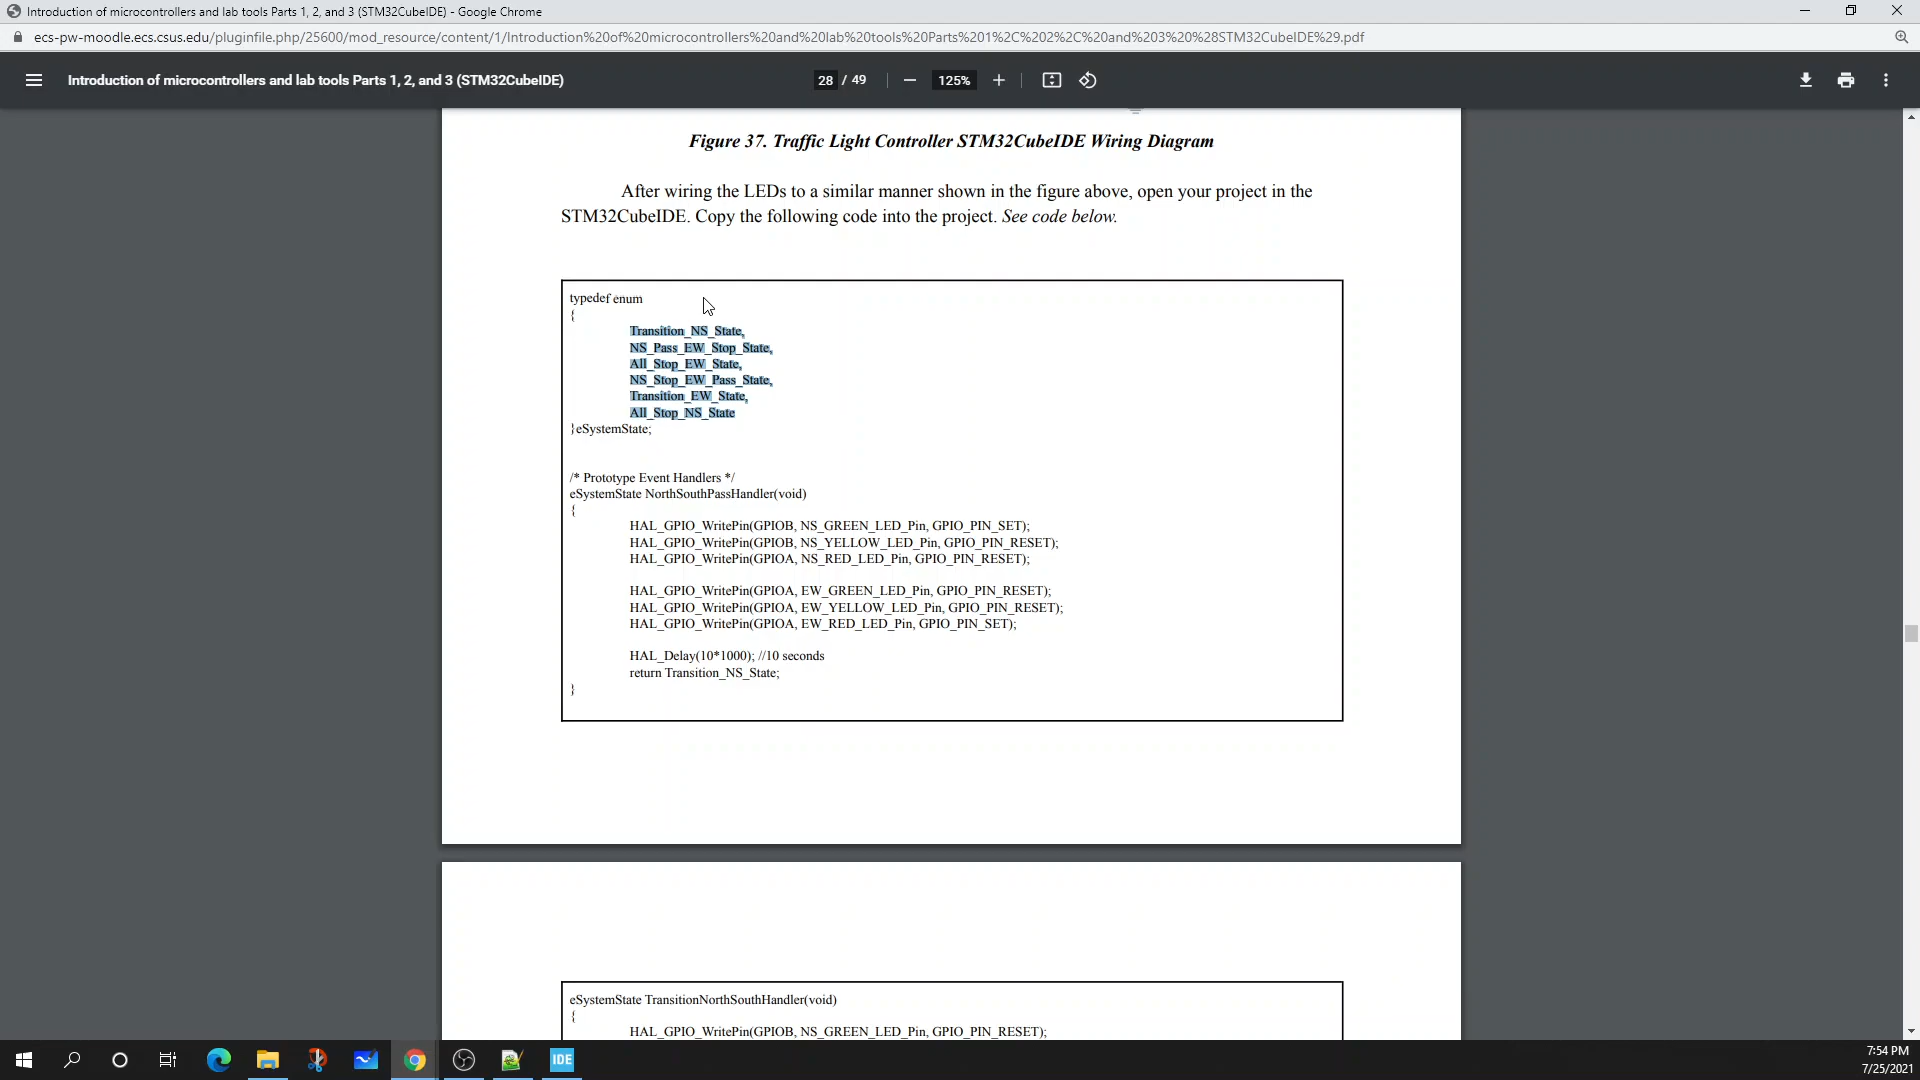 Introduction of microcontrollers and lab tools Parts 1, 2, and 3 (STM32CubeIDE) - Google Chrome
ecs-pw-moodle.ecs.csus.edu/pluginfile.php/25600/mod_resource/content/1/Introduction%20of%20microcontrollers%20and%20lab%20tools%20Parts%201%2C%202%2C%20and%203%20%28STM32CubeIDE%29.pdf
Introduction of microcontrollers and lab tools Parts 1, 2, and 3 (STM32CubeIDE) 28 / 49 125%
Figure 37. Traffic Light Controller STM32CubeIDE Wiring Diagram
After wiring the LEDs to a similar manner shown in the figure above, open your project in the
STM32CubeIDE. Copy the following code into the project. See code below.
typedef enum
{
Transition_NS_State,
NS_Pass_EW_Stop_State,
All_Stop_EW_State,
NS_Stop_EW_Pass_State,
Transition_EW_State,
All_Stop_NS_State
}eSystemState;
/* Prototype Event Handlers */
eSystemState NorthSouthPassHandler(void)
{
HAL_GPIO_WritePin(GPIOB, NS_GREEN_LED_Pin, GPIO_PIN_SET);
HAL_GPIO_WritePin(GPIOB, NS_YELLOW_LED_Pin, GPIO_PIN_RESET);
HAL_GPIO_WritePin(GPIOA, NS_RED_LED_Pin, GPIO_PIN_RESET);
HAL_GPIO_WritePin(GPIOA, EW_GREEN_LED_Pin, GPIO_PIN_RESET);
HAL_GPIO_WritePin(GPIOA, EW_YELLOW_LED_Pin, GPIO_PIN_RESET);
HAL_GPIO_WritePin(GPIOA, EW_RED_LED_Pin, GPIO_PIN_SET);
HAL_Delay(10*1000); //10 seconds
return Transition_NS_State;
}
eSystemState TransitionNorthSouthHandler(void)
{
HAL_GPIO_WritePin(GPIOB, NS_GREEN_LED_Pin, GPIO_PIN_RESET);
IDE
7:54 PM
7/25/2021